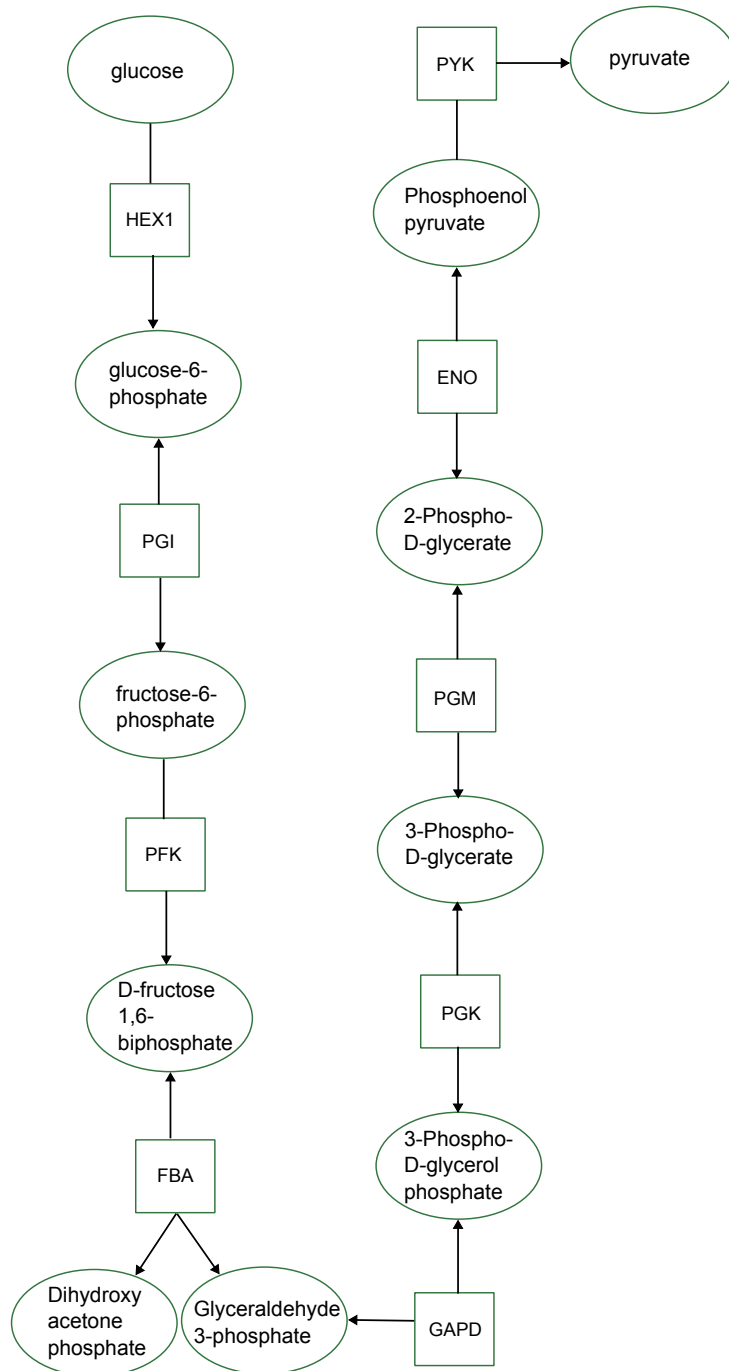 glucose
HEX1
glucose-6-
phosphate
PGI
fructose-6-
phosphate
PFK
D-fructose
1,6-
biphosphate
FBA
Dihydroxy
acetone
phosphate
Glyceraldehyde
3-phosphate
GAPD
3-Phospho-
D-glycerol
phosphate
PGK
3-Phospho-
D-glycerate
PGM
2-Phospho-
D-glycerate
ENO
Phosphoenol
pyruvate
PYK
pyruvate